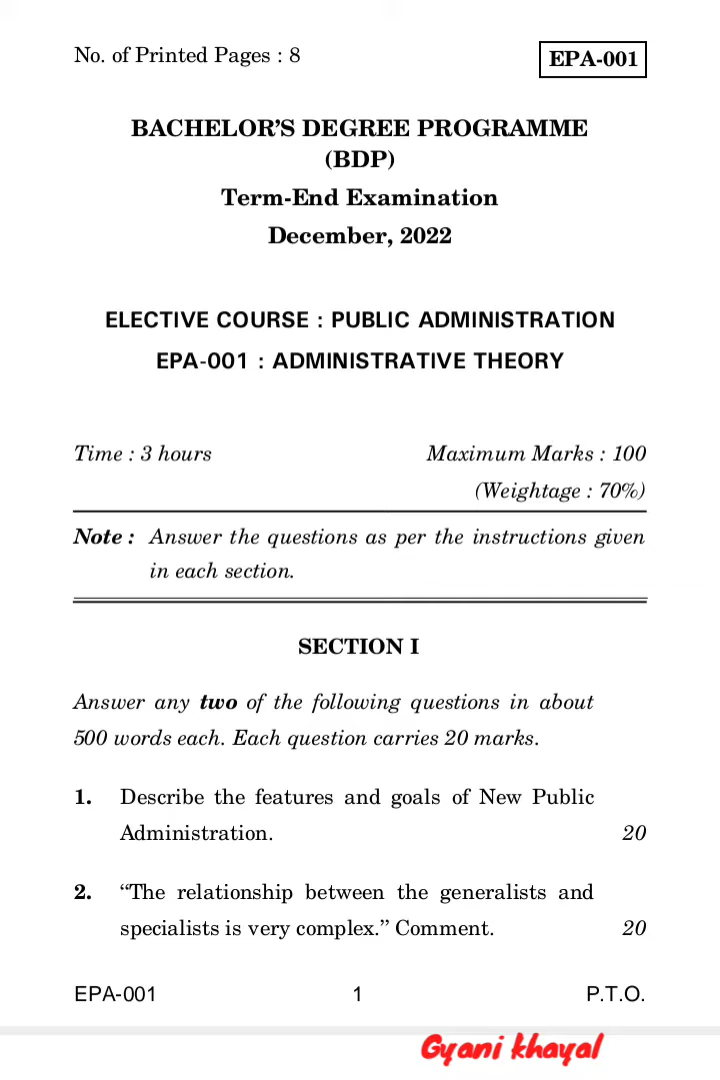 No. of Printed Pages : 8
EPA-001
BACHELOR'S DEGREE PROGRAMME
(BDP)
Term-End Examination
December, 2022
ELECTIVE COURSE : PUBLIC ADMINISTRATION
EPA-001 : ADMINISTRATIVE THEORY
Time : 3 hours
Maximum Marks : 100
(Weightage : 70%)
Note : Answer the questions as per the instructions given
in each section.
SECTION I
Answer any two of the following questions in about
500 words each. Each question carries 20 marks.
1. Describe the features and goals of New Public
Administration. 20
2. “The relationship between the generalists and
specialists is very complex.” Comment. 20
EPA-001 1 P.T.O.
Gyani khayal